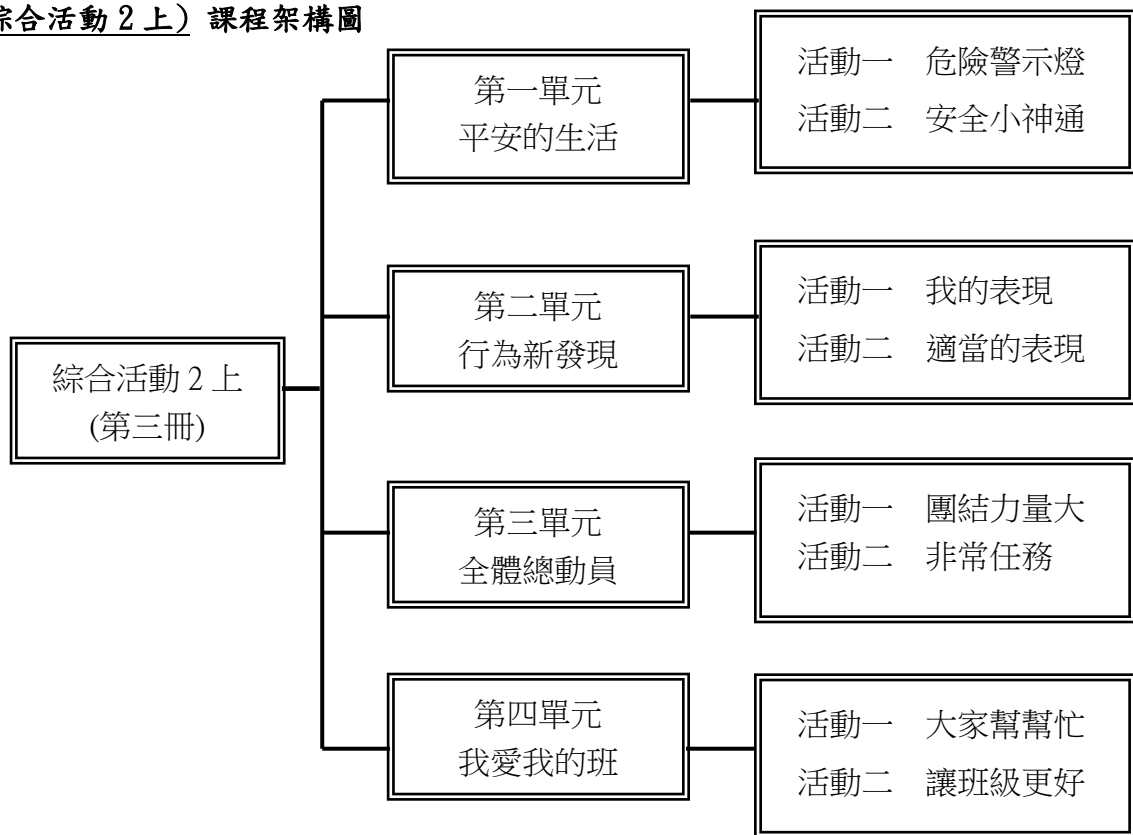 綜合活動 2 上) 課程架構圖
綜合活動 2 上
(第三冊)
第一單元
平安的生活
活動一　危險警示燈
活動二　安全小神通
第二單元
行為新發現
活動一　我的表現
活動二　適當的表現
第三單元
全體總動員
活動一　團結力量大
活動二　非常任務
第四單元
我愛我的班
活動一　大家幫幫忙
活動二　讓班級更好